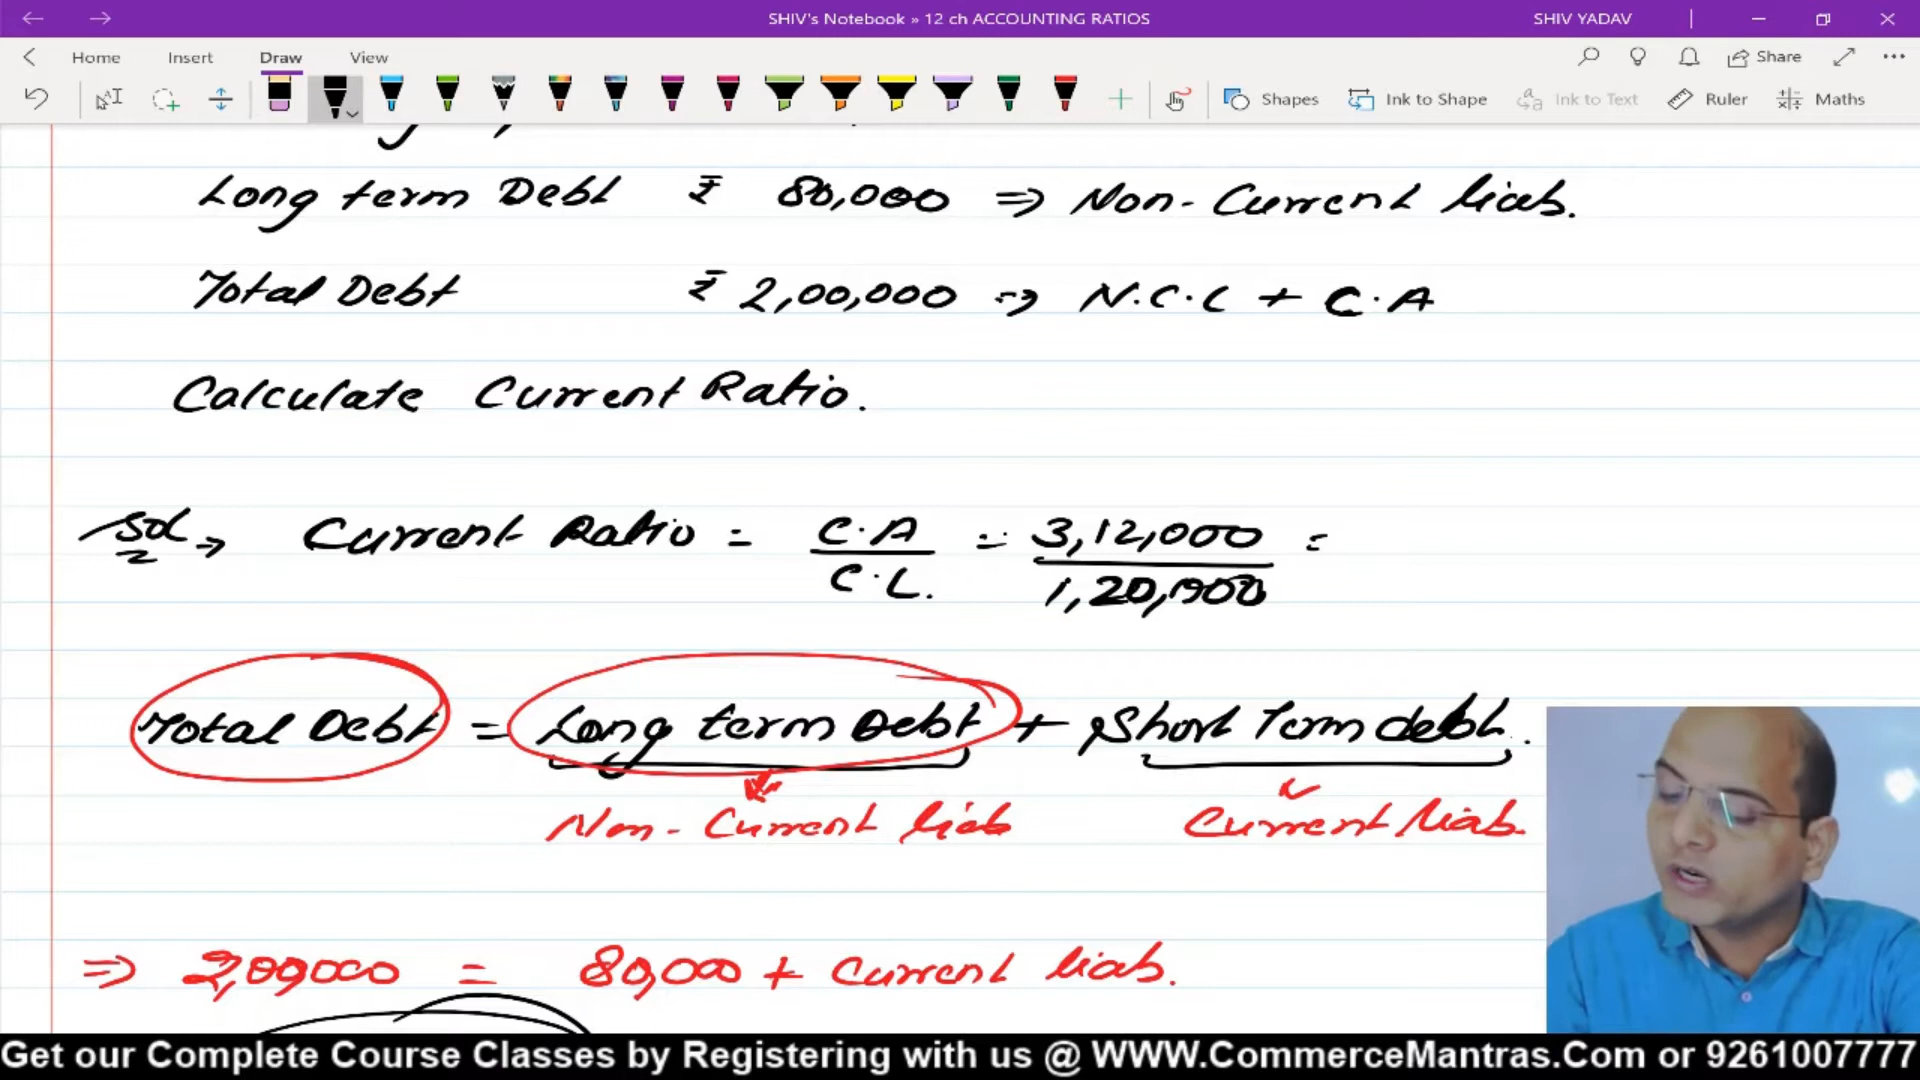 SHIV's Notebook » 12 ch ACCOUNTING RATIOS SHIV YADAV
Home Insert Draw View Share
Shapes Ink to Shape Ink to Text Ruler Maths
Long term Debt ₹ 80,000 ⇒ Non-Current liab.
Total Debt ₹ 2,00,000 ⇒ N.C.L + C.A
Calculate Current Ratio.
Sol → Current Ratio = C.A / C.L. = 3,12,000 / 1,20,000 =
Total Debt = Long term Debt + Short Term debt.
Non-Current liab Current liab.
⇒ 2,00,000 = 80,000 + Current liab.
Get our Complete Course Classes by Registering with us @ WWW.CommerceMantras.Com or 9261007777